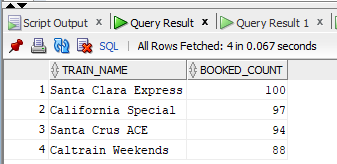 Script Output × Query Result × Query Result 1 ×
SQL | All Rows Fetched: 4 in 0.067 seconds
TRAIN_NAME BOOKED_COUNT
1 Santa Clara Express 100
2 California Special 97
3 Santa Crus ACE 94
4 Caltrain Weekends 88